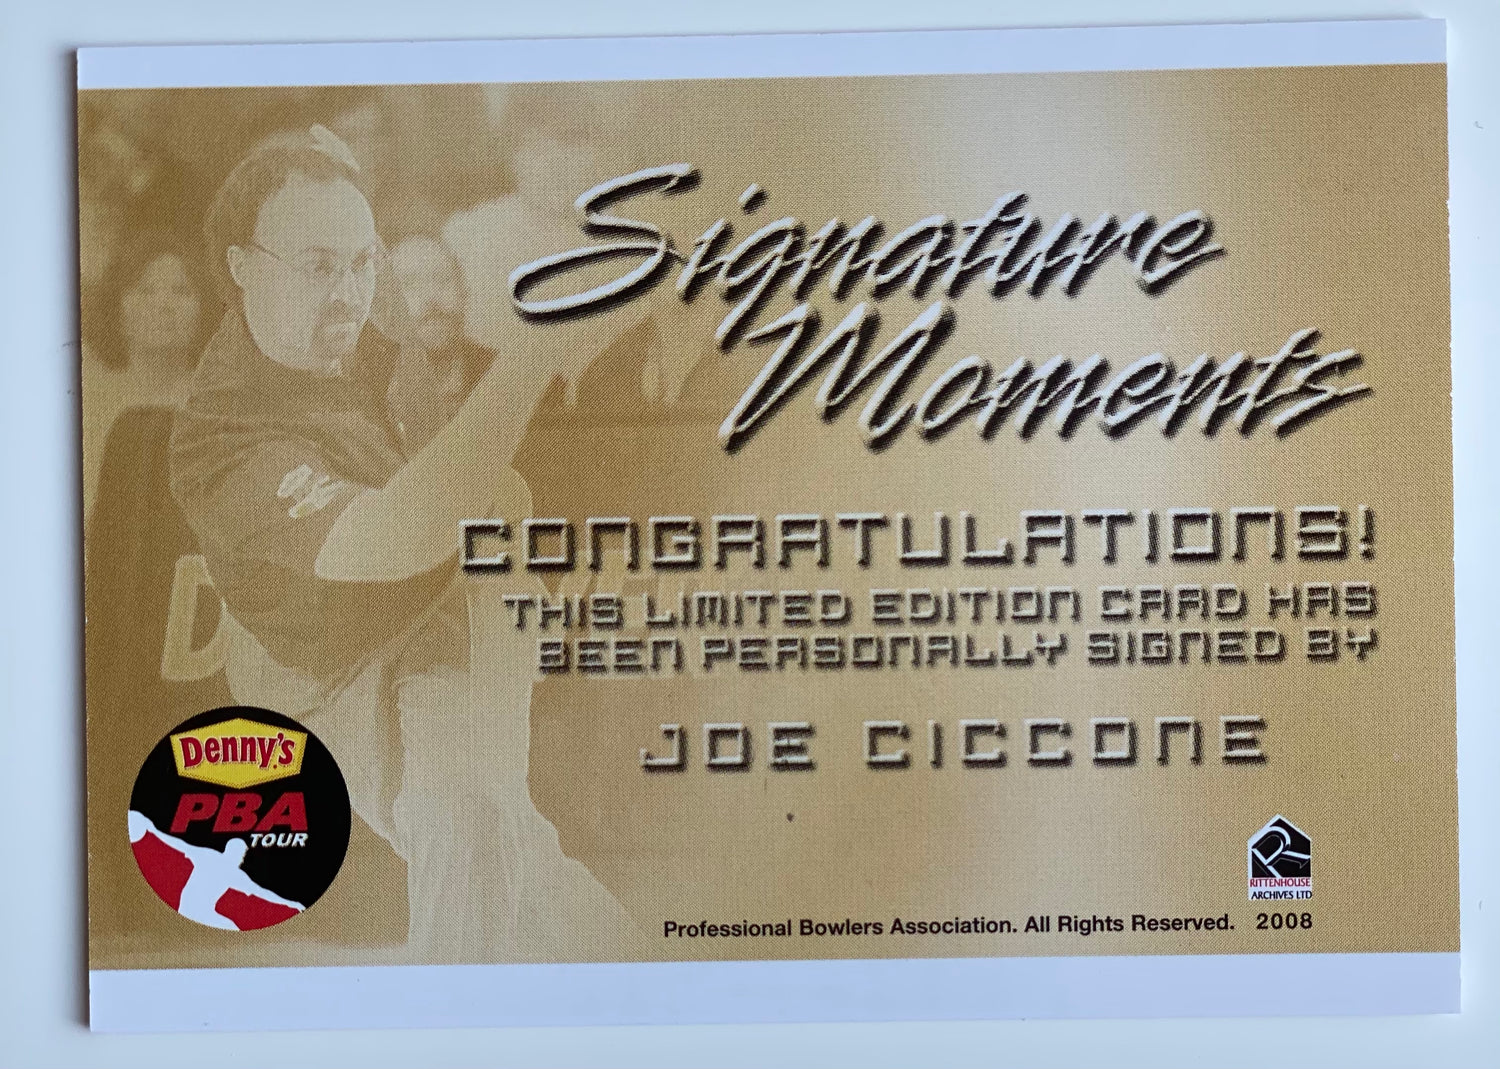 Signature
Moments
CONGRATULATIONS!
THIS LIMITED EDITION CARD HAS
BEEN PERSONALLY SIGNED BY
JOE CICCONE
D
Denny's
PBA
TOUR
R
RITTENHOUSE
ARCHIVES LTD
Professional Bowlers Association. All Rights Reserved. 2008